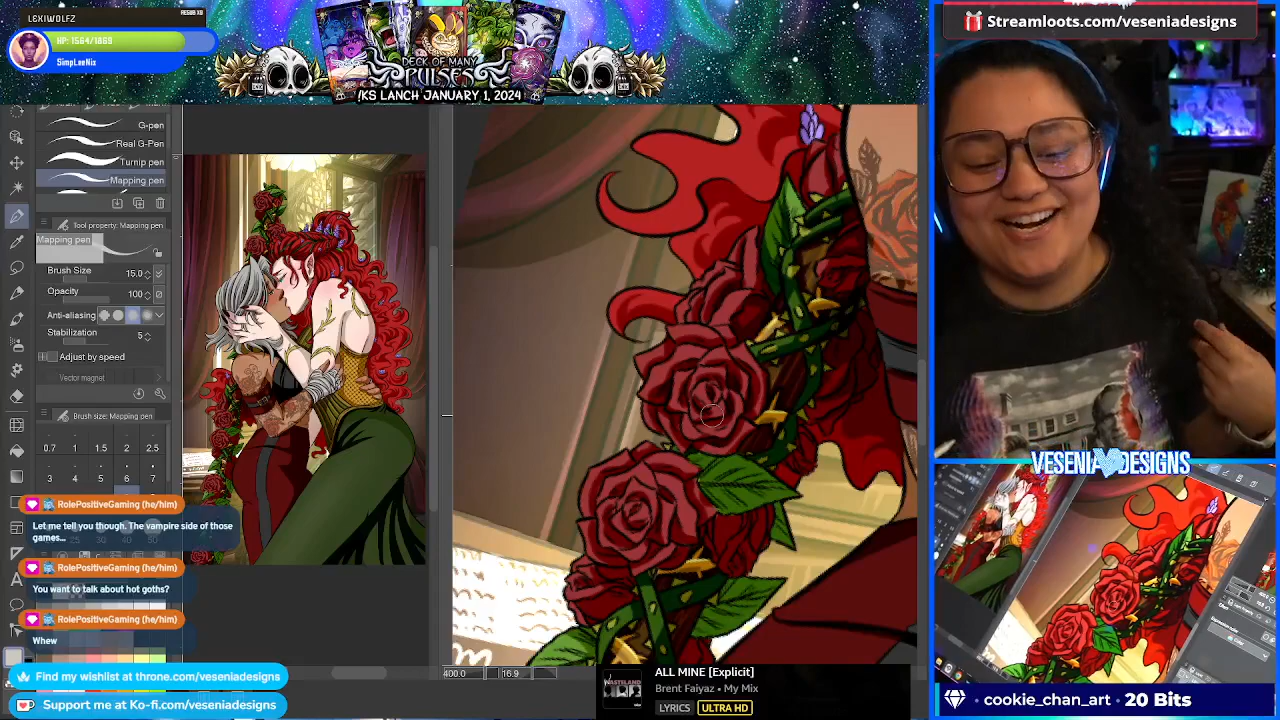 LEXIWOLFZ
HP: 1564/1869
SimpLeeNix
DECK OF MANY
PULSES
!KS LANCH JANUARY 1, 2024
Streamloots.com/veseniadesigns
G-pen
Real G-Pen
Turnip pen
Mapping pen
Tool property: Mapping pen
Mapping pen
Brush Size 15.0
Opacity 100
Anti-aliasing
Stabilization 5
Adjust by speed
Vector magnet
Brush size: Mapping pen
0.7 1 1.5 2 2.5
3 4 5 6 7
RolePositiveGaming (he/him)
Let me tell you though. The vampire side of those
games...
RolePositiveGaming (he/him)
You want to talk about hot goths?
RolePositiveGaming (he/him)
Whew
Find my wishlist at throne.com/veseniadesigns
Support me at Ko-fi.com/veseniadesigns
400.0 16.9
WASTELAND
ALL MINE [Explicit]
Brent Faiyaz • My Mix
LYRICS ULTRA HD
VESENIA DESIGNS
cookie_chan_art • 20 Bits